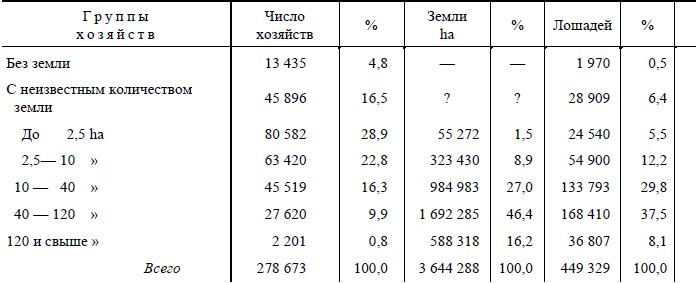 Группы хозяйств Число хозяйств % Земли ha % Лошадей %
Без земли 13 435 4,8 — — 1 970 0,5
С неизвестным количеством
земли 45 896 16,5 ? ? 28 909 6,4
До 2,5 ha 80 582 28,9 55 272 1,5 24 540 5,5
2,5— 10 » 63 420 22,8 323 430 8,9 54 900 12,2
10 — 40 » 45 519 16,3 984 983 27,0 133 793 29,8
40 — 120 » 27 620 9,9 1 692 285 46,4 168 410 37,5
120 и свыше » 2 201 0,8 588 318 16,2 36 807 8,1
Всего 278 673 100,0 3 644 288 100,0 449 329 100,0